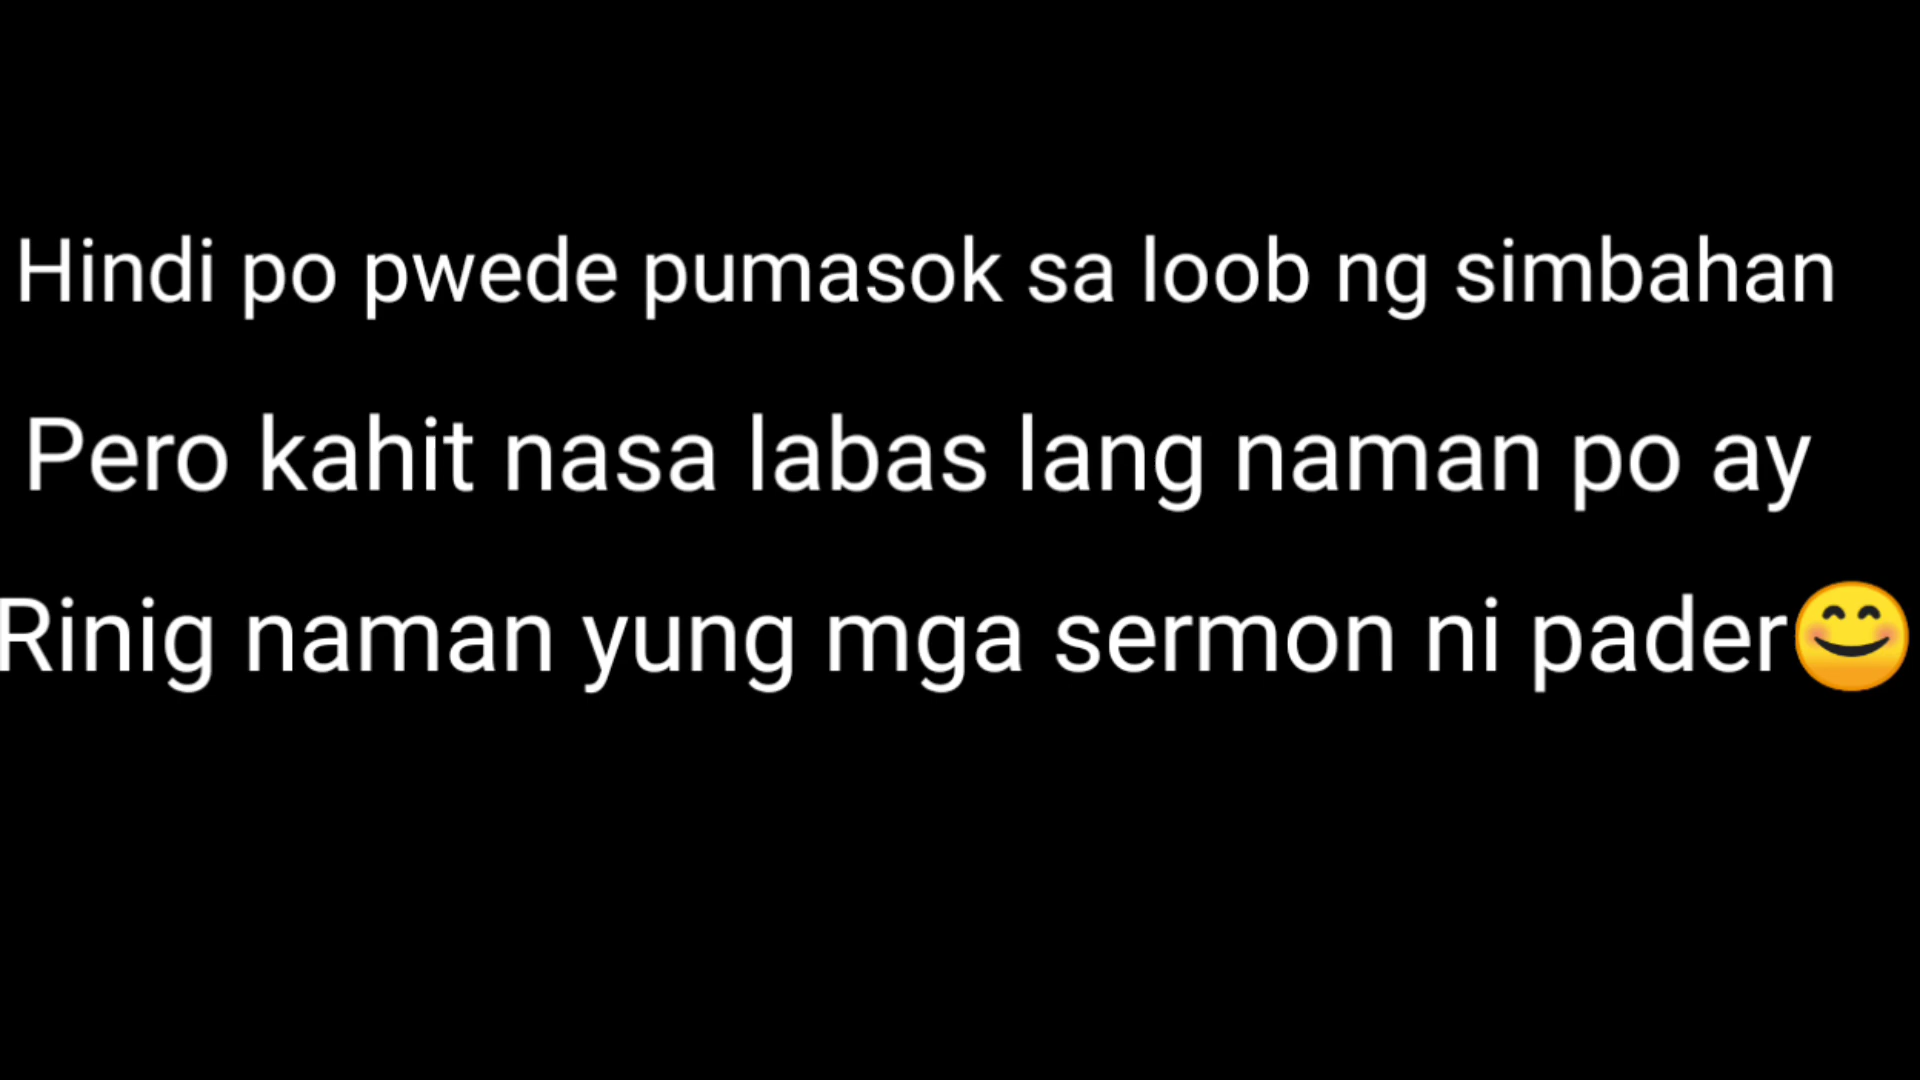 Hindi po pwede pumasok sa loob ng simbahan
Pero kahit nasa labas lang naman po ay
Rinig naman yung mga sermon ni pader😊